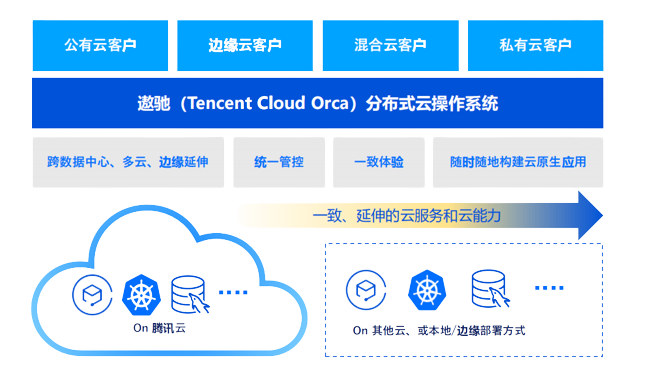 公有云客户
边缘云客户
混合云客户
私有云客户
遨驰（Tencent Cloud Orca）分布式云操作系统
跨数据中心、多云、边缘延伸
统一管控
一致体验
随时随地构建云原生应用
一致、延伸的云服务和云能力
On 腾讯云
On 其他云、或本地/边缘部署方式